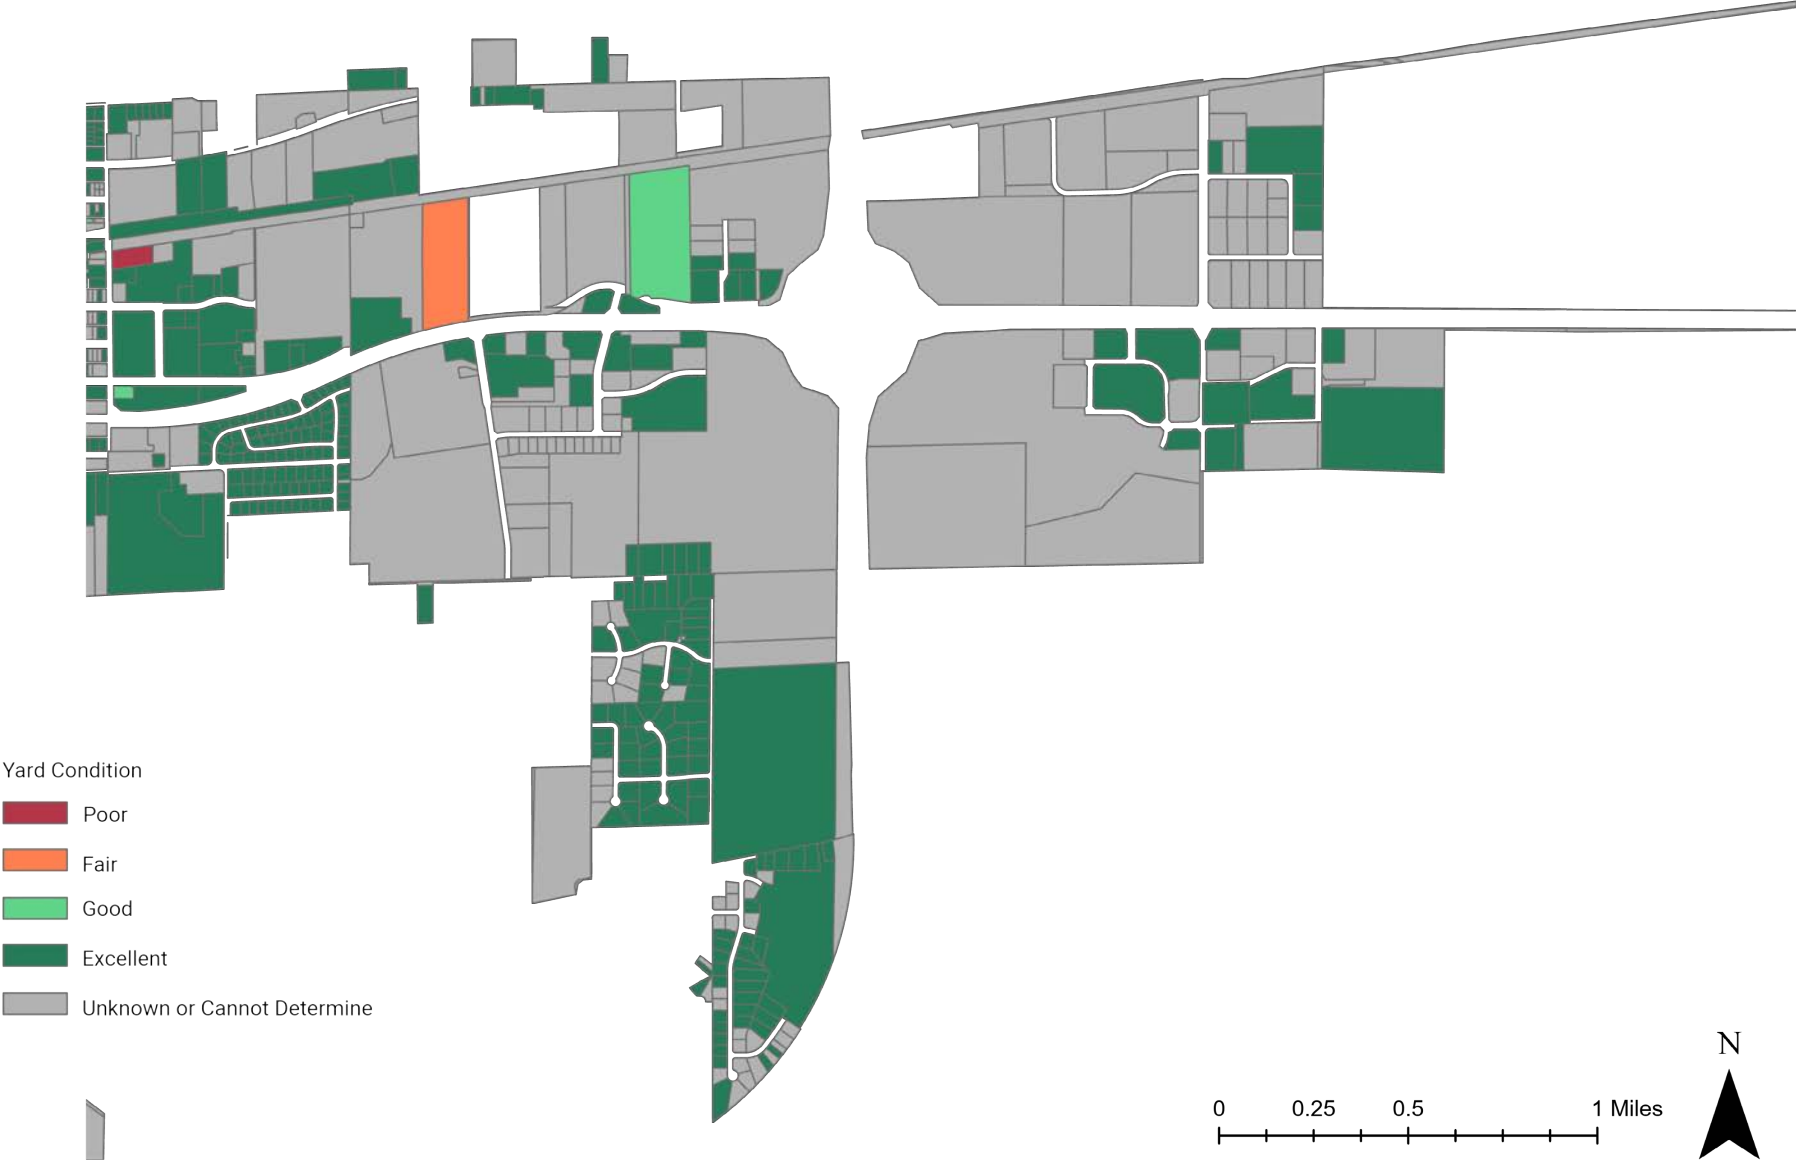 Yard Condition
Poor
Fair
Good
Excellent
Unknown or Cannot Determine
N
0 0.25 0.5 1 Miles